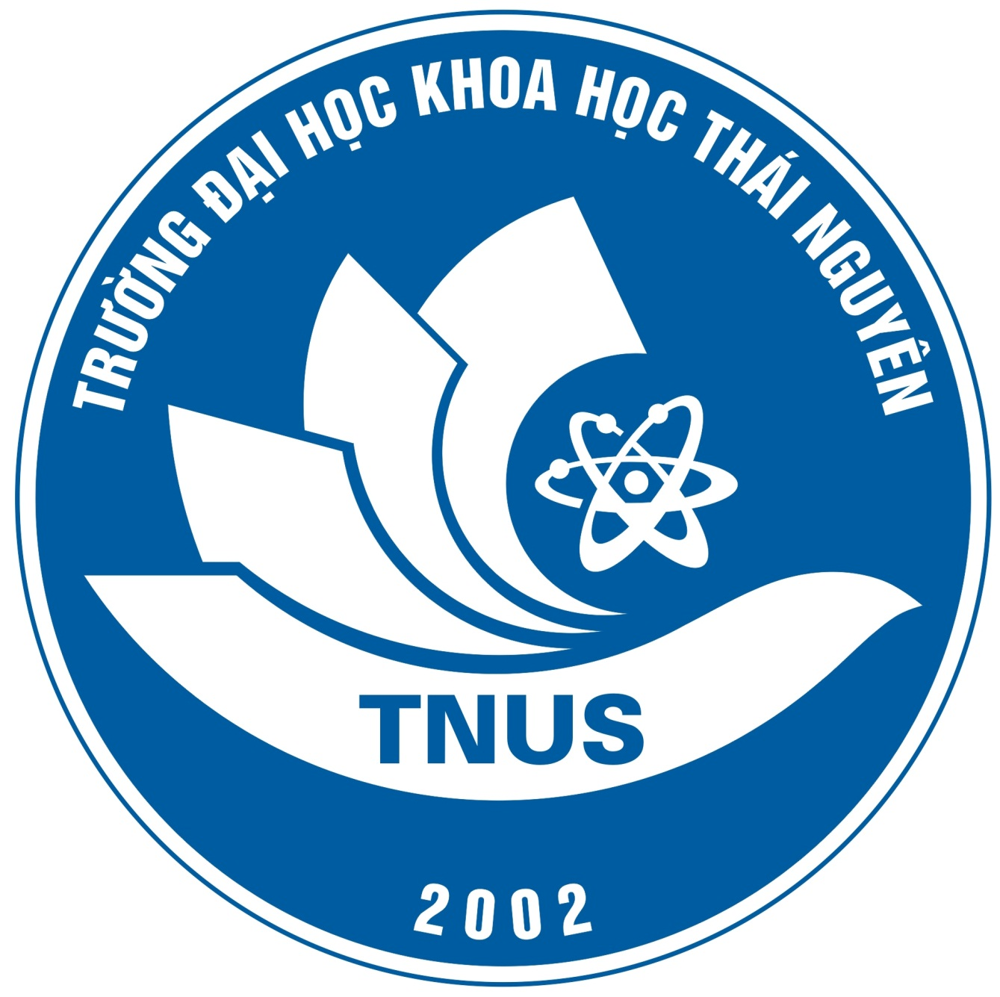 TRƯỜNG ĐẠI HỌC KHOA HỌC THÁI NGUYÊN
TNUS
2002